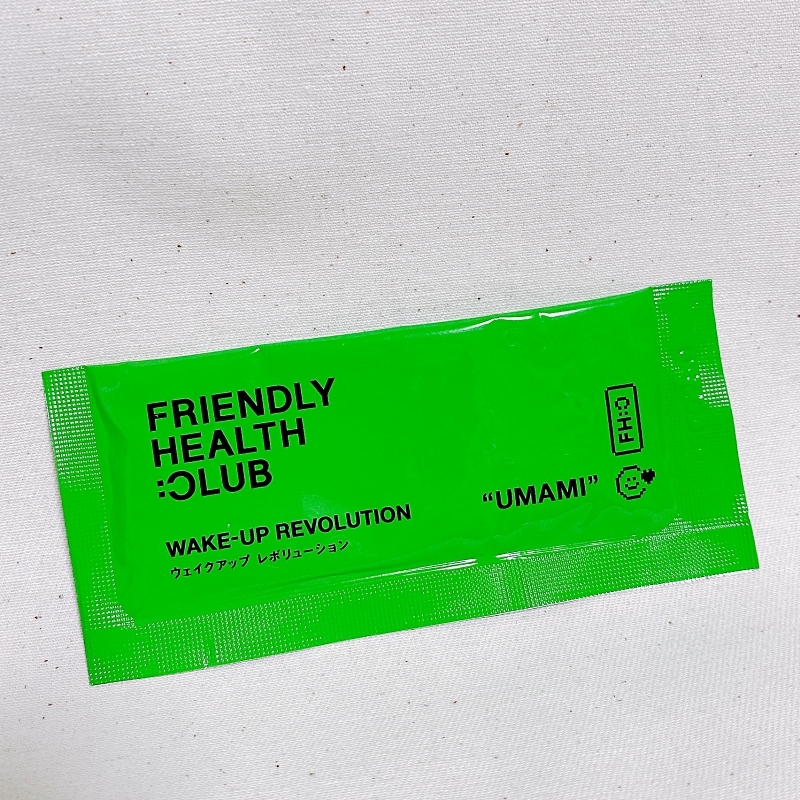 FRIENDLY
HEALTH
:ƆLUB
WAKE-UP REVOLUTION
ウェイクアップ レボリューション
“UMAMI”
FH:Ɔ